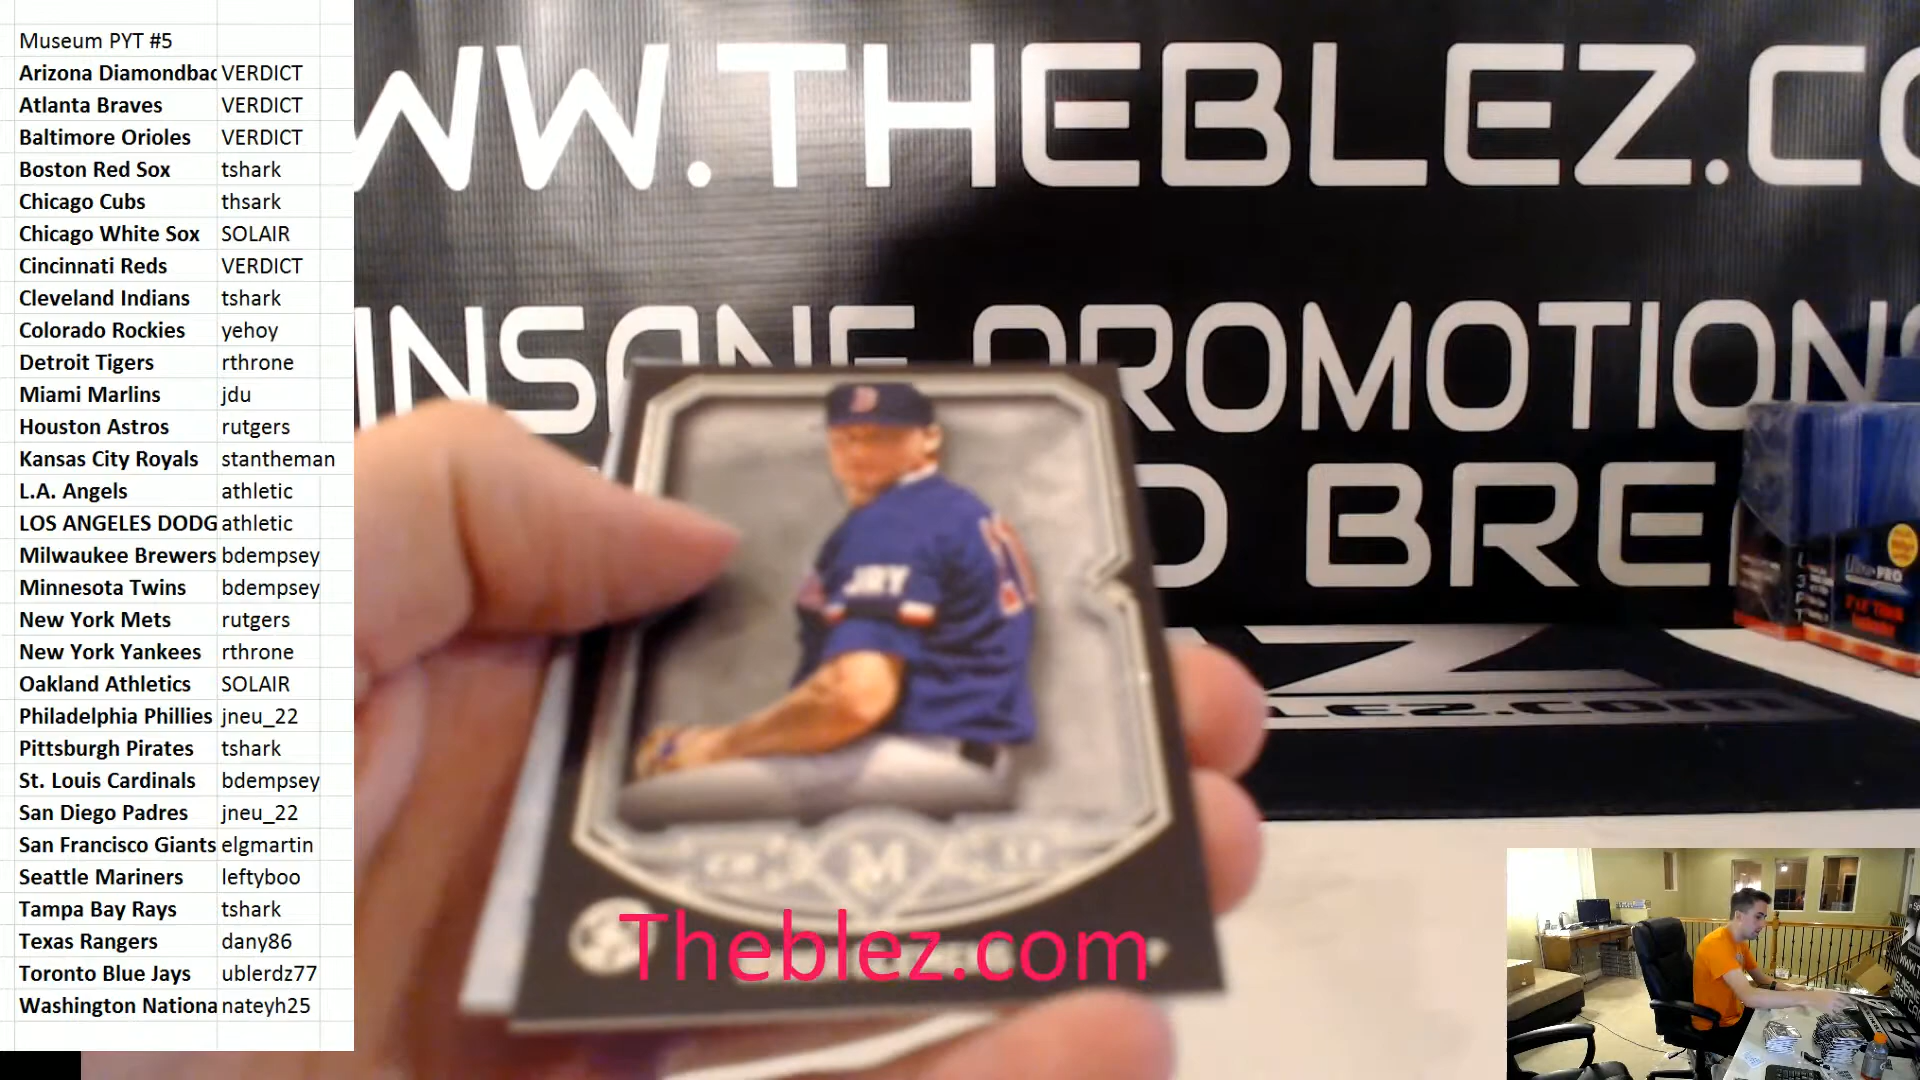 Museum PYT #5
Arizona Diamondbac VERDICT
Atlanta Braves VERDICT
Baltimore Orioles VERDICT
Boston Red Sox tshark
Chicago Cubs thsark
Chicago White Sox SOLAIR
Cincinnati Reds VERDICT
Cleveland Indians tshark
Colorado Rockies yehoy
Detroit Tigers rthrone
Miami Marlins jdu
Houston Astros rutgers
Kansas City Royals stantheman
L.A. Angels athletic
LOS ANGELES DODG athletic
Milwaukee Brewers bdempsey
Minnesota Twins bdempsey
New York Mets rutgers
New York Yankees rthrone
Oakland Athletics SOLAIR
Philadelphia Phillies jneu_22
Pittsburgh Pirates tshark
St. Louis Cardinals bdempsey
San Diego Padres jneu_22
San Francisco Giants elgmartin
Seattle Mariners leftyboo
Tampa Bay Rays tshark
Texas Rangers dany86
Toronto Blue Jays ublerdz77
Washington Nationa nateyh25
WW.THEBLEZ.CO
INSANE PROMOTIONS
BRE
B
JRY
21
M
Theblez.com